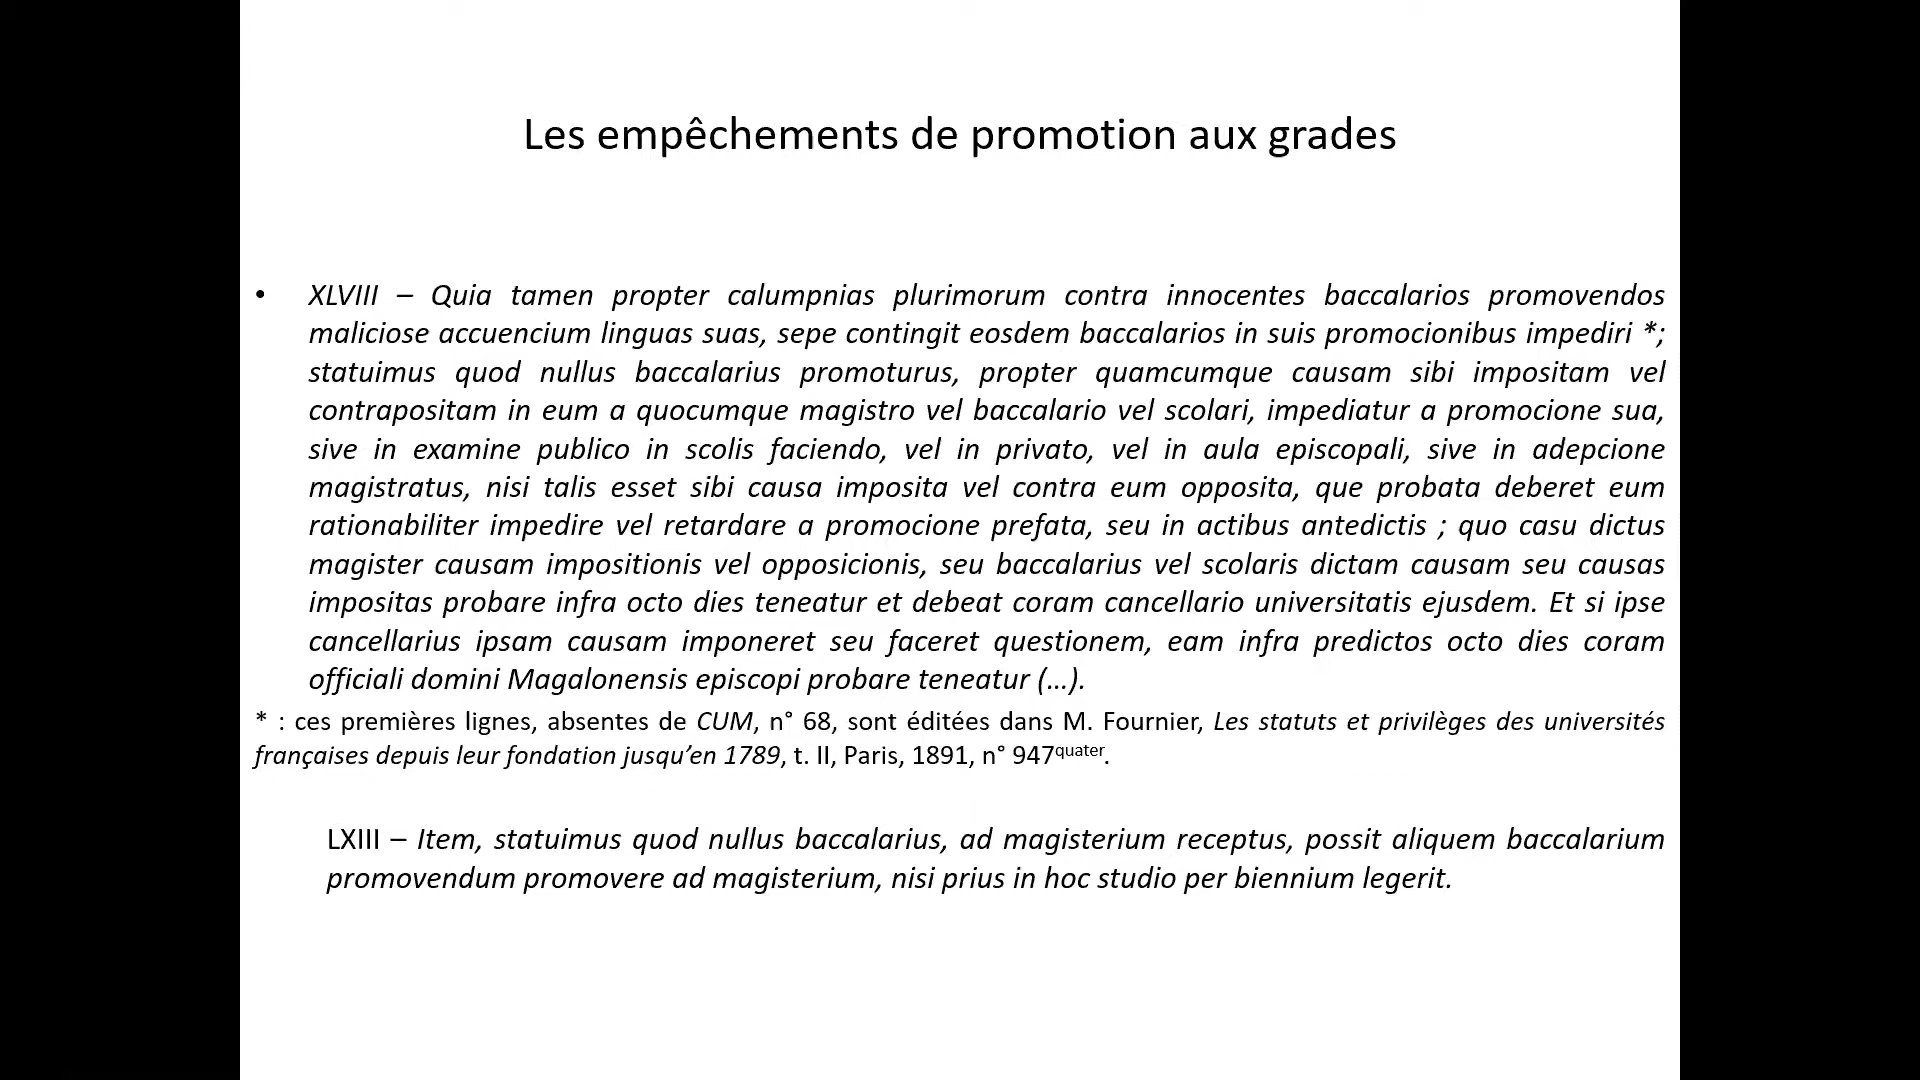 Les empêchements de promotion aux grades
• XLVIII – Quia tamen propter calumpnias plurimorum contra innocentes baccalarios promovendos
maliciose accuencium linguas suas, sepe contingit eosdem baccalarios in suis promocionibus impediri *;
statuimus quod nullus baccalarius promoturus, propter quamcumque causam sibi impositam vel
contrapositam in eum a quocumque magistro vel baccalario vel scolari, impediatur a promocione sua,
sive in examine publico in scolis faciendo, vel in privato, vel in aula episcopali, sive in adepcione
magistratus, nisi talis esset sibi causa imposita vel contra eum opposita, que probata deberet eum
rationabiliter impedire vel retardare a promocione prefata, seu in actibus antedictis ; quo casu dictus
magister causam impositionis vel opposicionis, seu baccalarius vel scolaris dictam causam seu causas
impositas probare infra octo dies teneatur et debeat coram cancellario universitatis ejusdem. Et si ipse
cancellarius ipsam causam imponeret seu faceret questionem, eam infra predictos octo dies coram
officiali domini Magalonensis episcopi probare teneatur (…).
* : ces premières lignes, absentes de CUM, n° 68, sont éditées dans M. Fournier, Les statuts et privilèges des universités
françaises depuis leur fondation jusqu’en 1789, t. II, Paris, 1891, n° 947quater.
LXIII – Item, statuimus quod nullus baccalarius, ad magisterium receptus, possit aliquem baccalarium
promovendum promovere ad magisterium, nisi prius in hoc studio per biennium legerit.